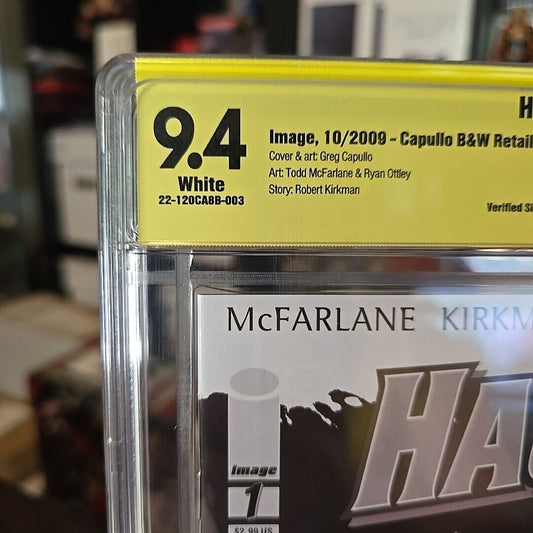 9.4
White
22-120CA8B-003
H
Image, 10/2009 - Capullo B&W Retail
Cover & art: Greg Capullo
Art: Todd McFarlane & Ryan Ottley
Story: Robert Kirkman
Verified Si
McFARLANE KIRKM
HA
image
1
$2.99 US